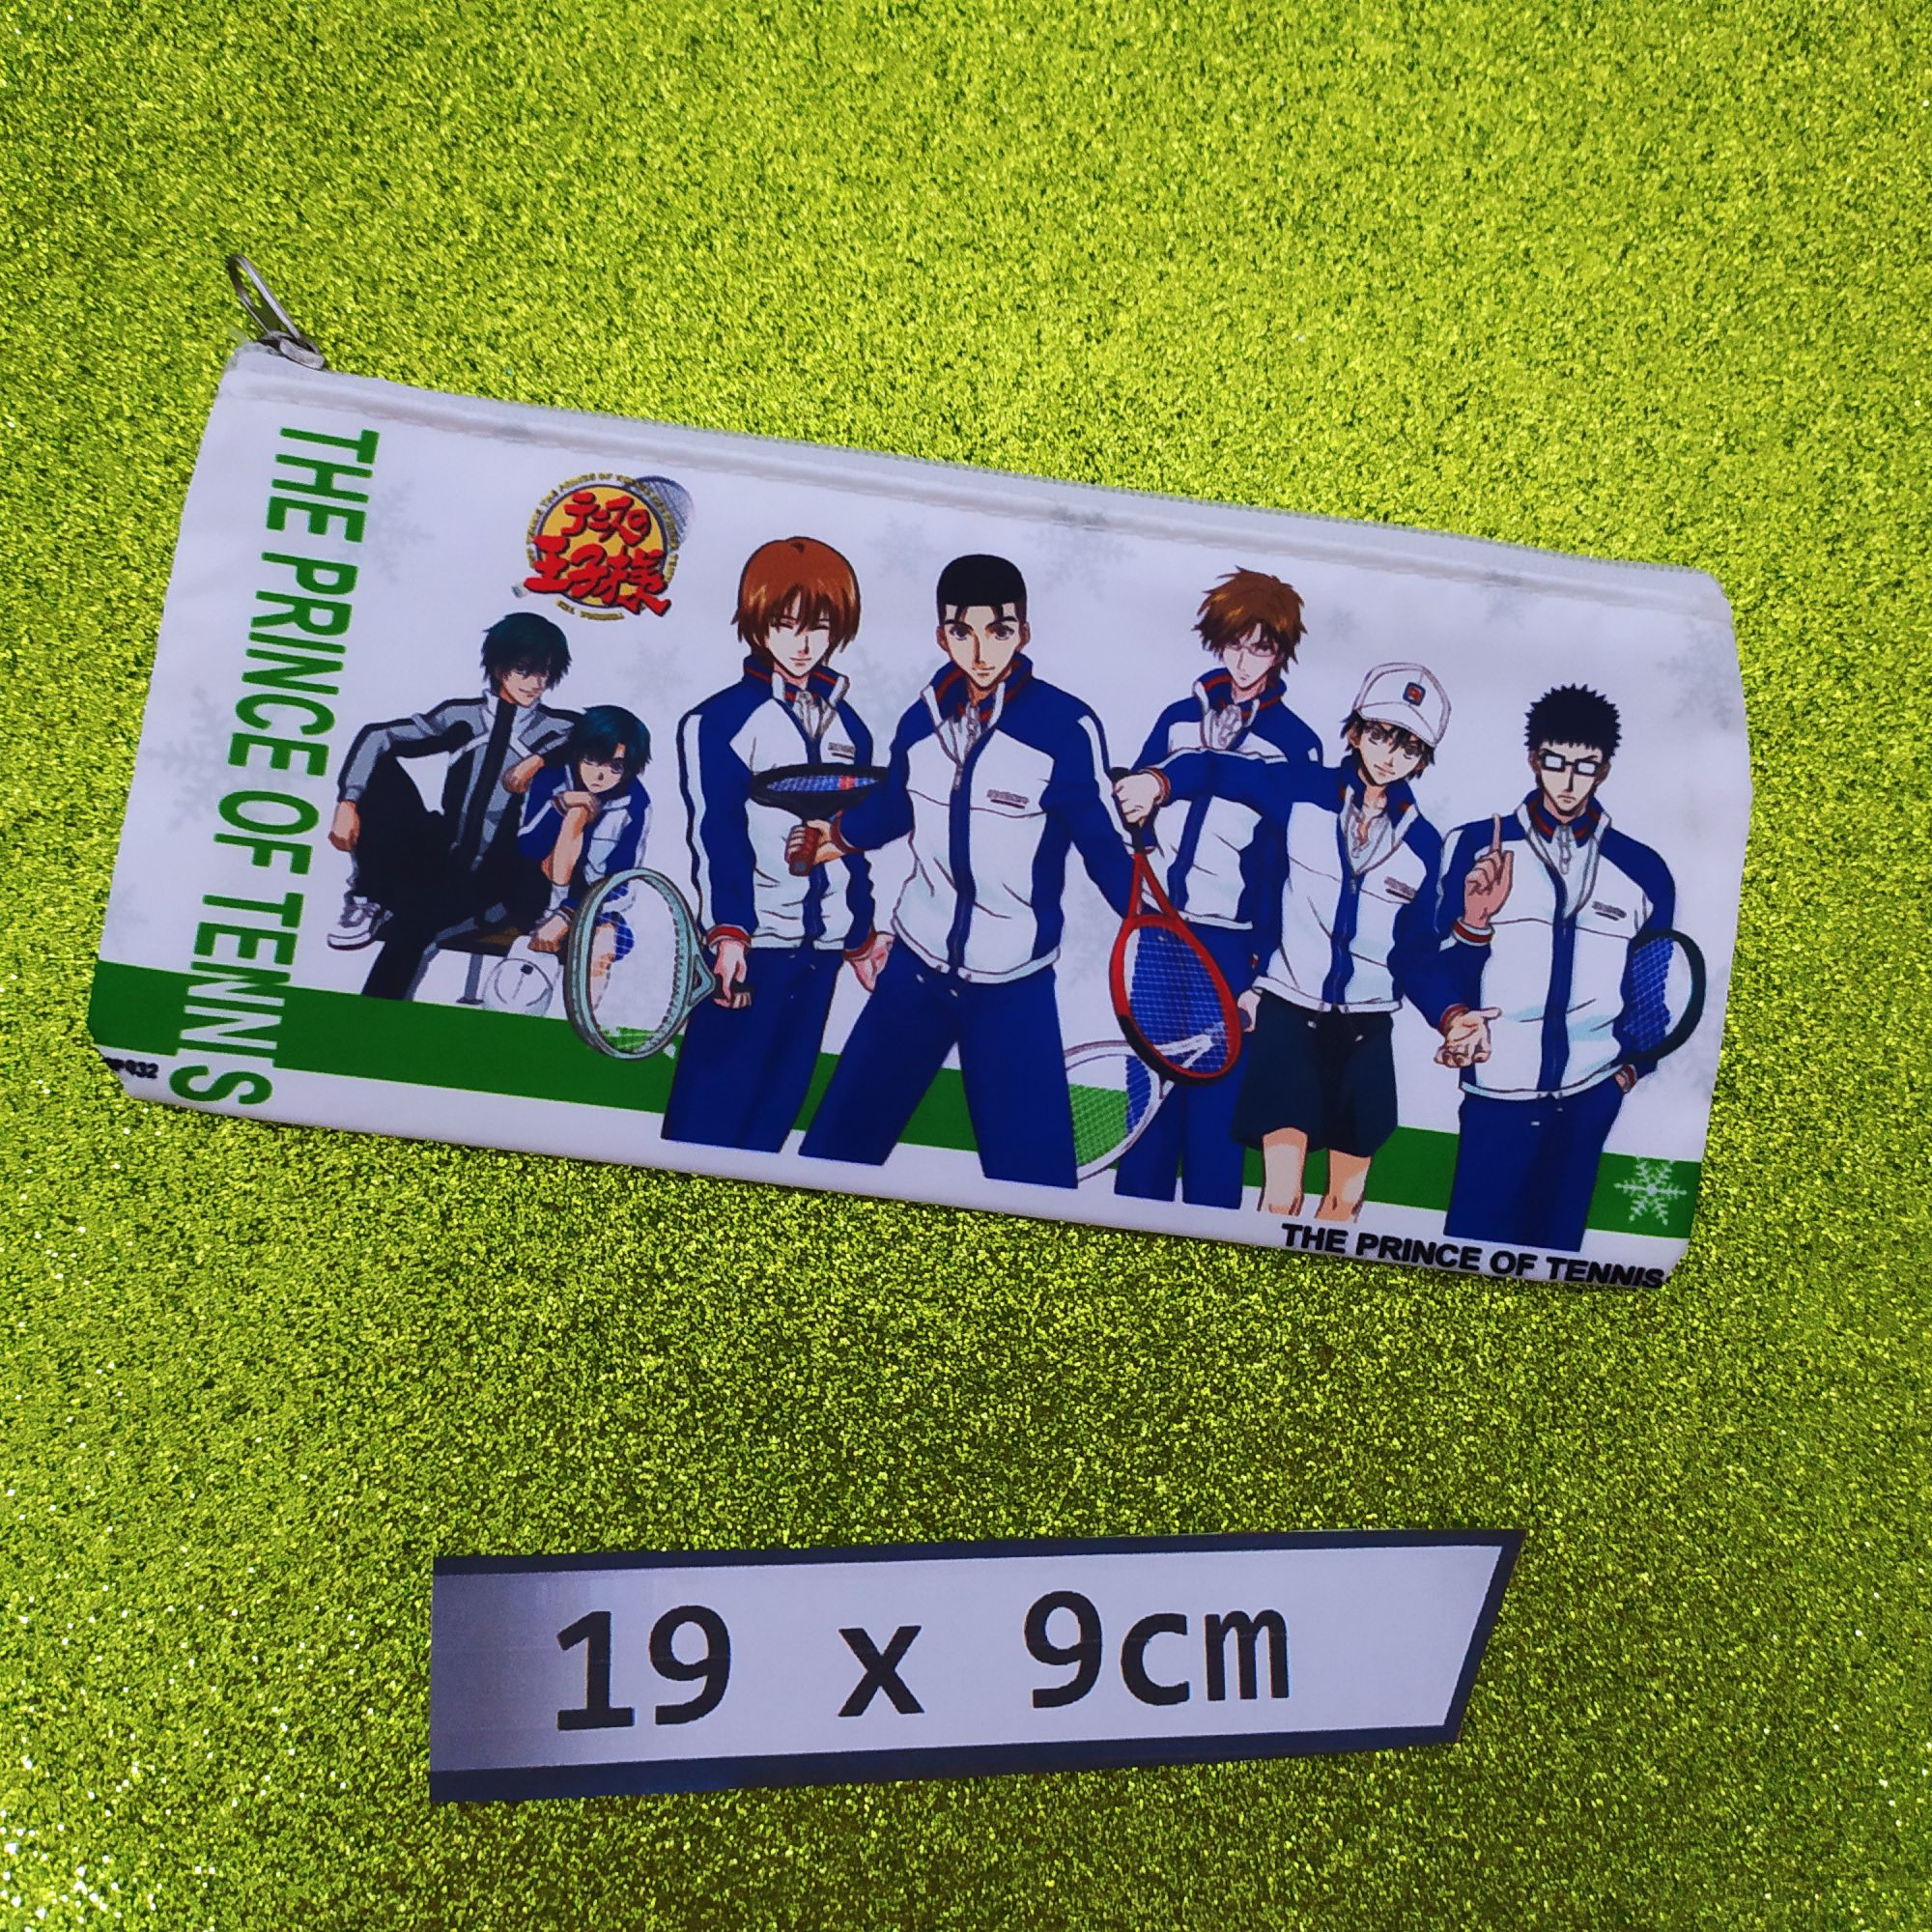 THE PRINCE OF TENNIS
テニスの
王子様
THE PRINCE OF TENNIS
19 x 9cm